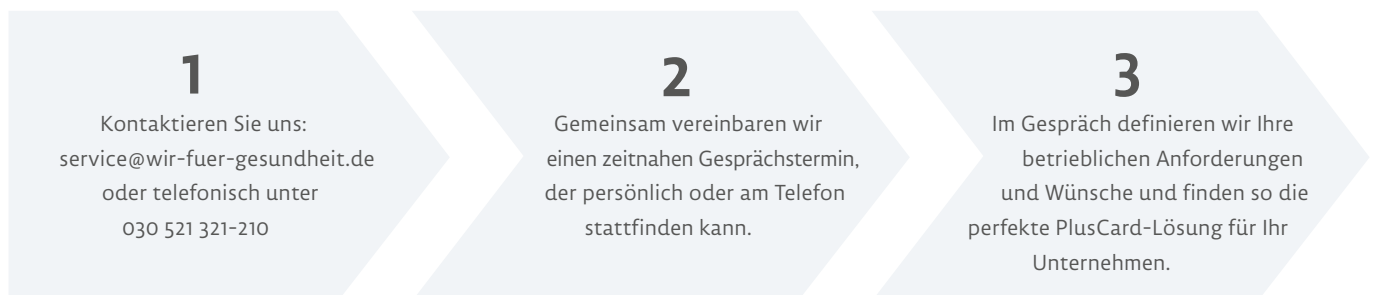 1
Kontaktieren Sie uns:
service@wir-fuer-gesundheit.de
oder telefonisch unter
030 521 321-210
2
Gemeinsam vereinbaren wir
einen zeitnahen Gesprächstermin,
der persönlich oder am Telefon
stattfinden kann.
3
Im Gespräch definieren wir Ihre
betrieblichen Anforderungen
und Wünsche und finden so die
perfekte PlusCard-Lösung für Ihr
Unternehmen.